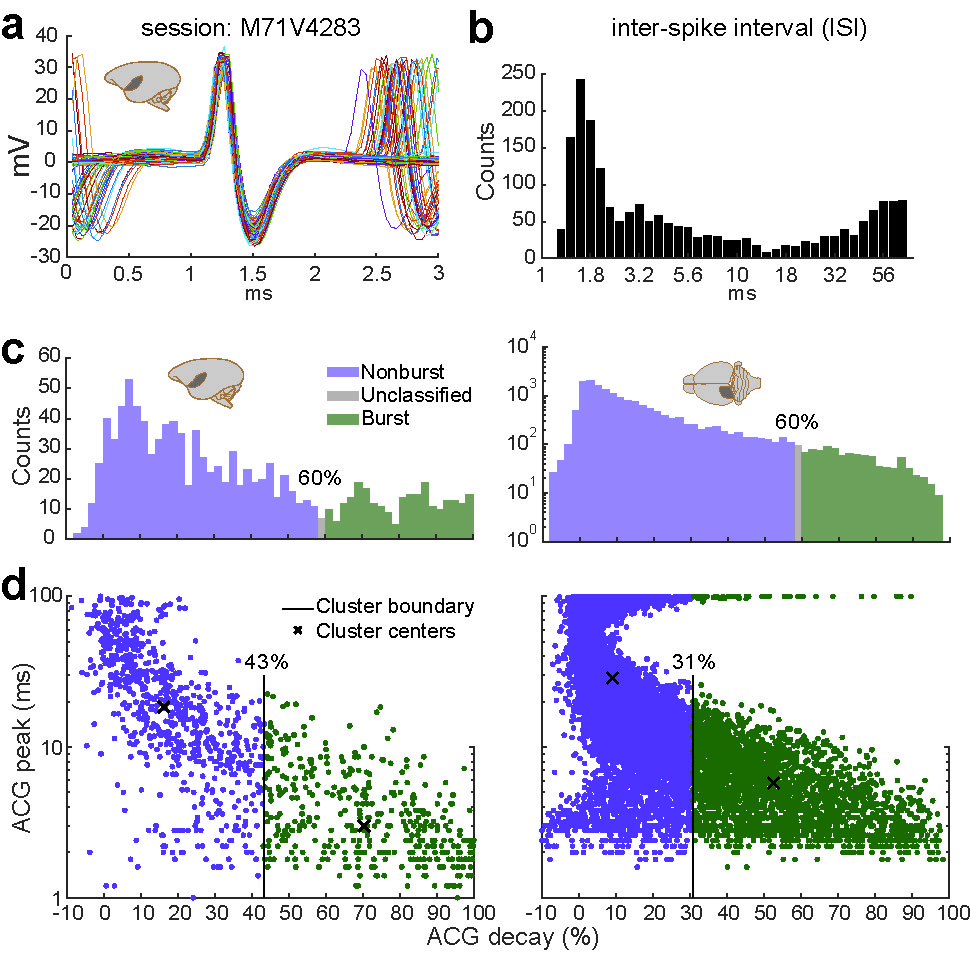 a
session: M71V4283
40
30
20
10
0
-10
-20
-30
mV
0
0.5
1
1.5
2
2.5
3
ms
b
inter-spike interval (ISI)
250
200
150
100
50
0
Counts
1
1.8
3.2
5.6
10
18
32
56
ms
c
60
50
40
30
20
10
0
Counts
Nonburst
Unclassified
Burst
60%
10^4
10^3
10^2
10^1
10^0
60%
d
100
10
1
ACG peak (ms)
Cluster boundary
Cluster centers
43%
31%
-10 0 10 20 30 40 50 60 70 80 90 100
-10 0 10 20 30 40 50 60 70 80 90 100
ACG decay (%)